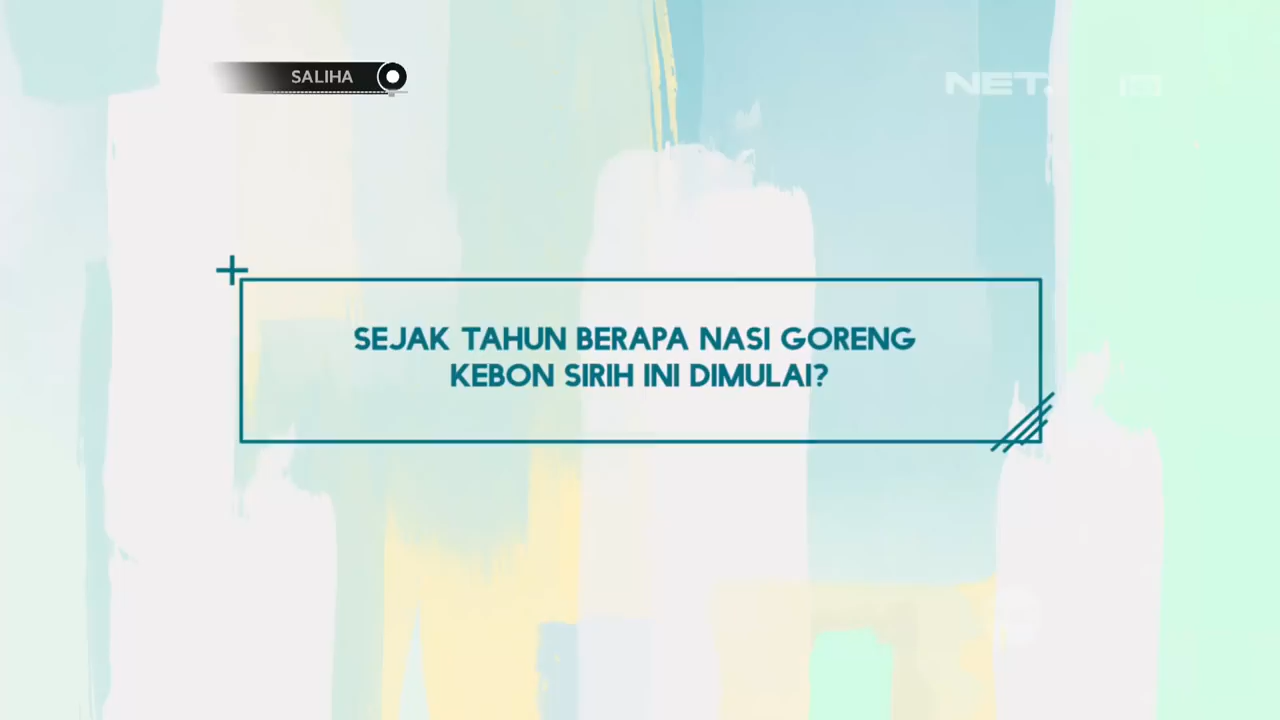 SALIHA
NET.
SEJAK TAHUN BERAPA NASI GORENG
KEBON SIRIH INI DIMULAI?